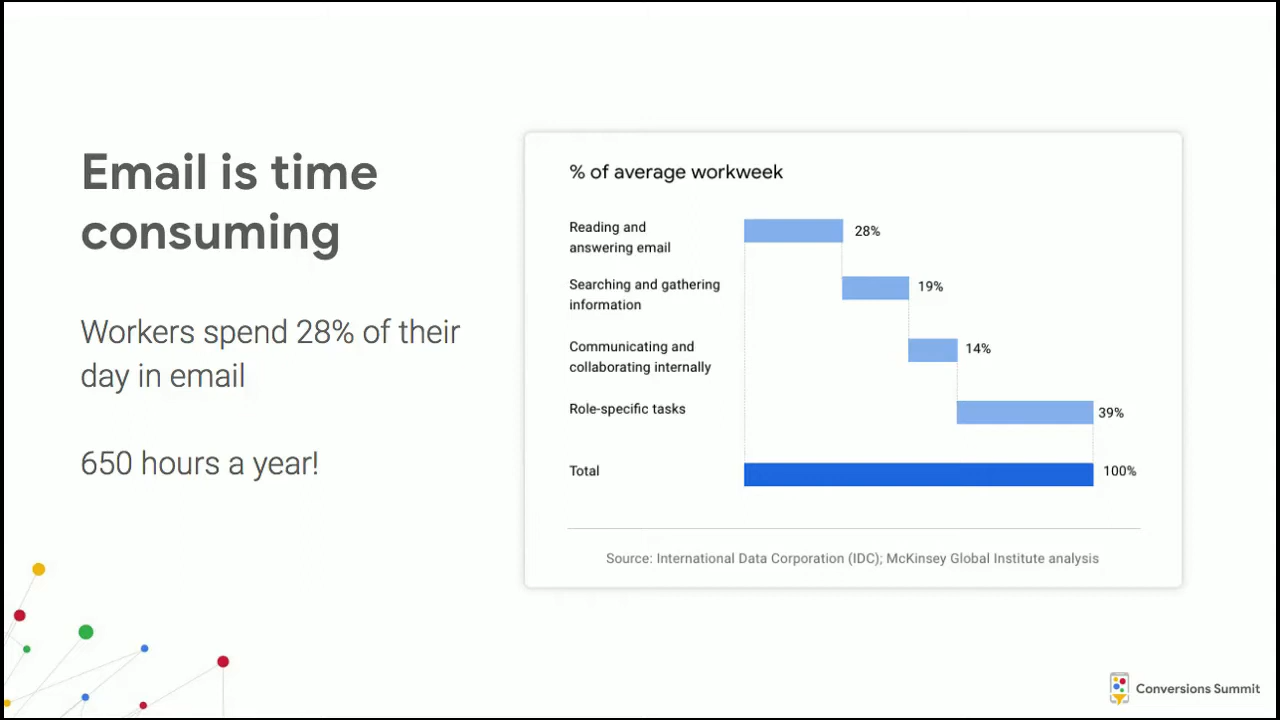 Email is time
consuming
Workers spend 28% of their
day in email
650 hours a year!
% of average workweek
Reading and
answering email
28%
Searching and gathering
information
19%
Communicating and
collaborating internally
14%
Role-specific tasks
39%
Total
100%
Source: International Data Corporation (IDC); McKinsey Global Institute analysis
Conversions Summit